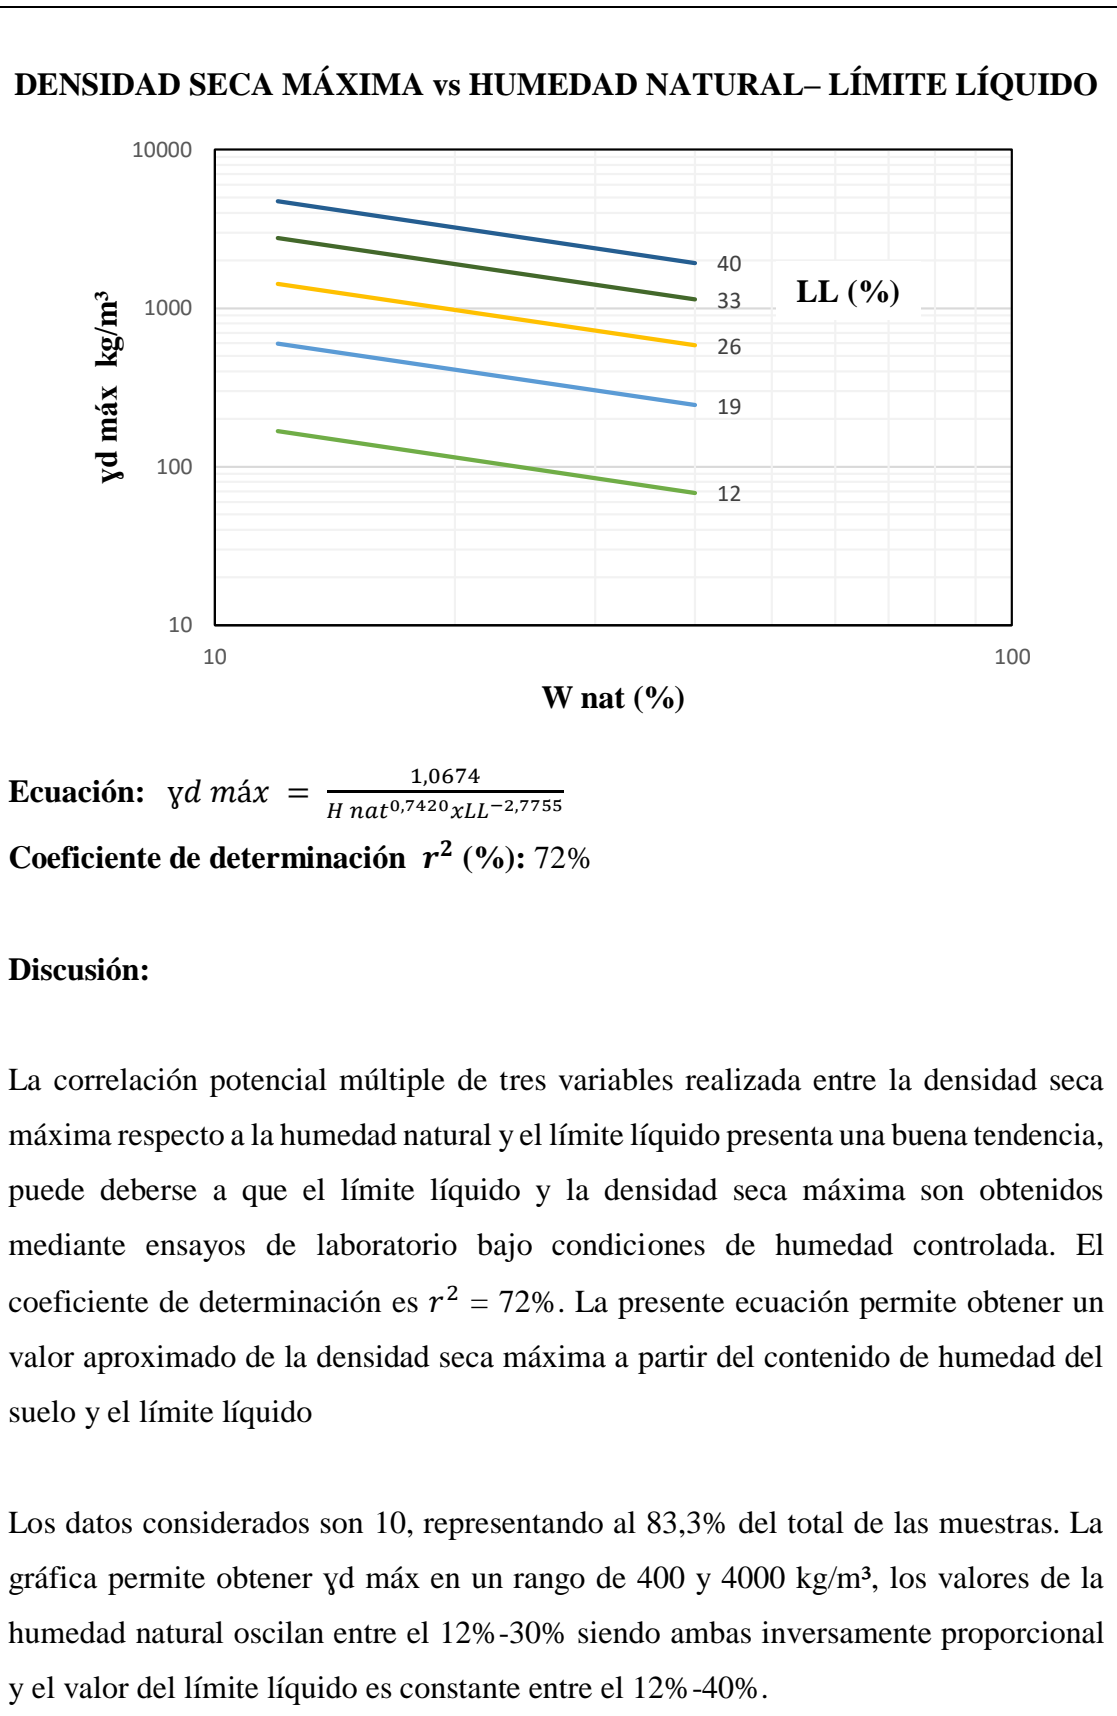 DENSIDAD SECA MÁXIMA vs HUMEDAD NATURAL– LÍMITE LÍQUIDO
10000
1000
100
10
10
100
ɣd máx kg/m³
40
33
26
19
12
LL (%)
W nat (%)
Ecuación: ɣd máx = 1,0674 / H nat^0,7420 xLL^−2,7755
Coeficiente de determinación r² (%): 72%
Discusión:
La correlación potencial múltiple de tres variables realizada entre la densidad seca
máxima respecto a la humedad natural y el límite líquido presenta una buena tendencia,
puede deberse a que el límite líquido y la densidad seca máxima son obtenidos
mediante ensayos de laboratorio bajo condiciones de humedad controlada. El
coeficiente de determinación es r² = 72%. La presente ecuación permite obtener un
valor aproximado de la densidad seca máxima a partir del contenido de humedad del
suelo y el límite líquido
Los datos considerados son 10, representando al 83,3% del total de las muestras. La
gráfica permite obtener ɣd máx en un rango de 400 y 4000 kg/m³, los valores de la
humedad natural oscilan entre el 12%-30% siendo ambas inversamente proporcional
y el valor del límite líquido es constante entre el 12%-40%.